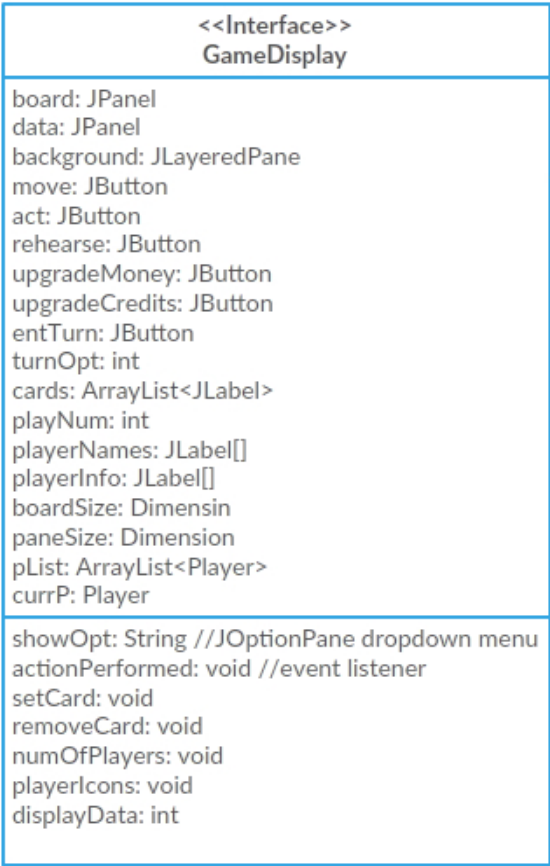 <<Interface>>
GameDisplay
board: JPanel
data: JPanel
background: JLayeredPane
move: JButton
act: JButton
rehearse: JButton
upgradeMoney: JButton
upgradeCredits: JButton
entTurn: JButton
turnOpt: int
cards: ArrayList<JLabel>
playNum: int
playerNames: JLabel[]
playerInfo: JLabel[]
boardSize: Dimensin
paneSize: Dimension
pList: ArrayList<Player>
currP: Player
showOpt: String //JOptionPane dropdown menu
actionPerformed: void //event listener
setCard: void
removeCard: void
numOfPlayers: void
playerIcons: void
displayData: int